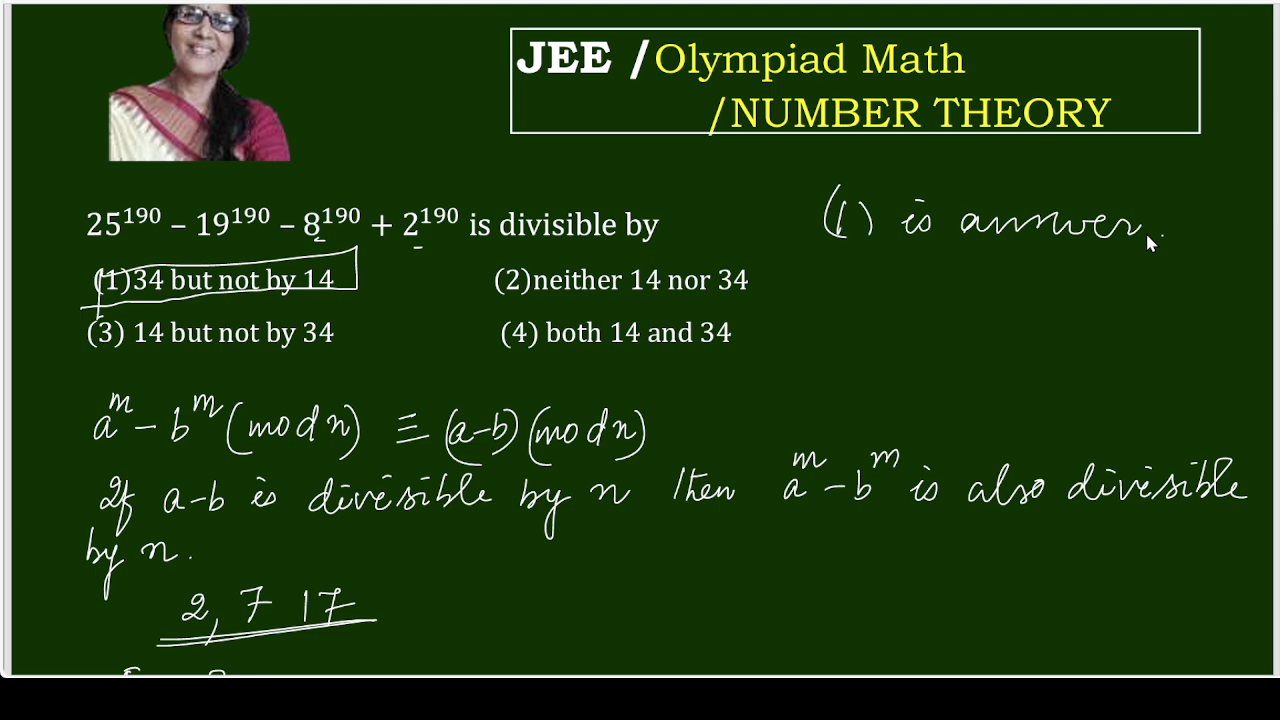 JEE /Olympiad Math
/NUMBER THEORY
25¹⁹⁰ – 19¹⁹⁰ – 8¹⁹⁰ + 2¹⁹⁰ is divisible by
(1) is answer.
(1)34 but not by 14 (2)neither 14 nor 34
(3) 14 but not by 34 (4) both 14 and 34
aᵐ – bᵐ (mod n) ≡ (a–b) (mod n)
If a–b is divisible by n then aᵐ – bᵐ is also divisible
by n.
2, 7 17